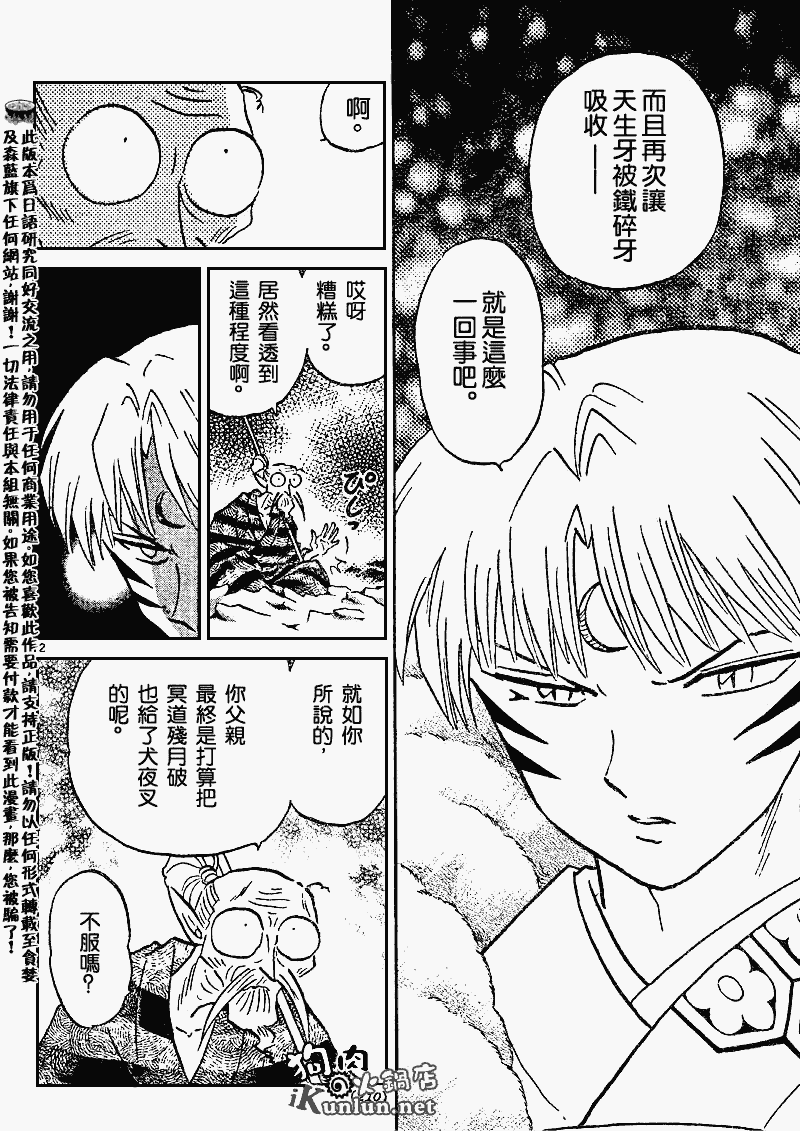 而且再次讓
天生牙被鐵碎牙
吸收——
就是這麼
一回事吧。
啊。
哎呀
糟糕了。
居然看透到
這種程度啊。
ぴしっ
2
就如你
所說的,
你父親
最終是打算把
冥道殘月破
也給了犬夜叉
的呢。
不服嗎?
此版本爲日語研究同好交流之用,請勿用于任何商業用途。如您喜歡此作品,請支持正版!請勿以任何形式轉載至貪婪
及森藍旗下任何網站,謝謝!一切法律責任與本組無關。如果您被告知需要付款才能看到此漫畫,那麼,您被騙了!
狗肉
火鍋店
iKunlun.net